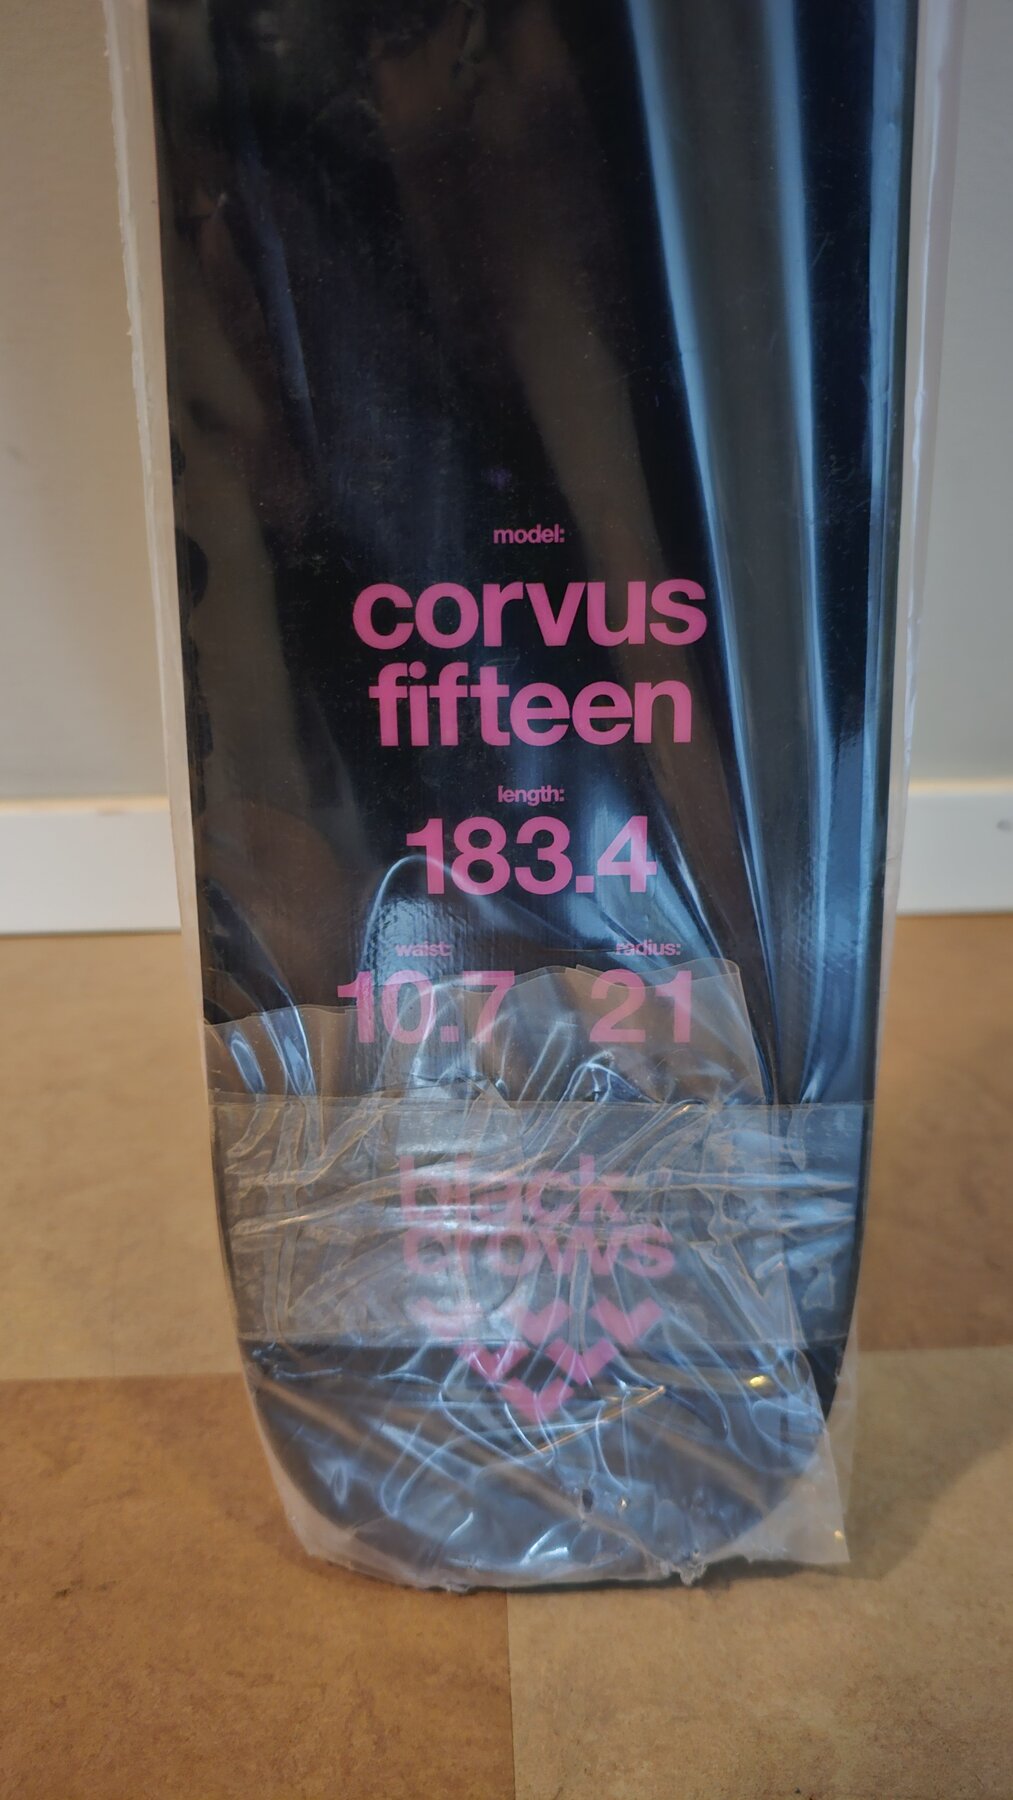 model:
corvus
fifteen
length:
183.4
waist: radius:
10.7 21
black
crows